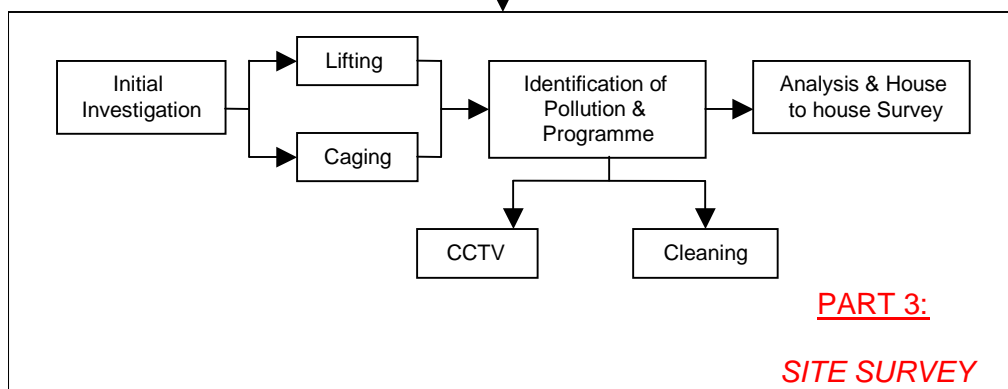 Initial
Investigation
Lifting
Caging
Identification of
Pollution &
Programme
Analysis & House
to house Survey
CCTV
Cleaning
PART 3:
SITE SURVEY